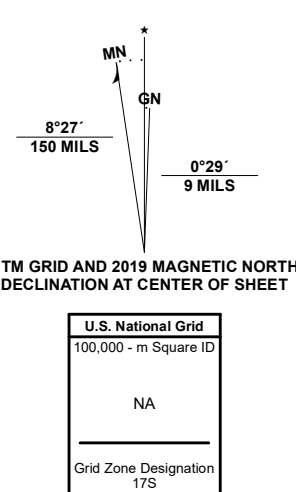 ★
MN
GN
8°27´
150 MILS
0°29´
9 MILS
TM GRID AND 2019 MAGNETIC NORTH
DECLINATION AT CENTER OF SHEET
U.S. National Grid
100,000 - m Square ID
NA
Grid Zone Designation
17S